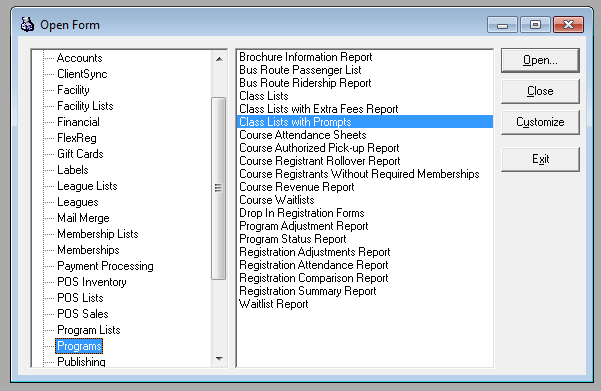 Open Form
Accounts
ClientSync
Facility
Facility Lists
Financial
FlexReg
Gift Cards
Labels
League Lists
Leagues
Mail Merge
Membership Lists
Memberships
Payment Processing
POS Inventory
POS Lists
POS Sales
Program Lists
Programs
Publishing
Brochure Information Report
Bus Route Passenger List
Bus Route Ridership Report
Class Lists
Class Lists with Extra Fees Report
Class Lists with Prompts
Course Attendance Sheets
Course Authorized Pick-up Report
Course Registrant Rollover Report
Course Registrants Without Required Memberships
Course Revenue Report
Course Waitlists
Drop In Registration Forms
Program Adjustment Report
Program Status Report
Registration Adjustments Report
Registration Attendance Report
Registration Comparison Report
Registration Summary Report
Waitlist Report
Open...
Close
Customize
Exit